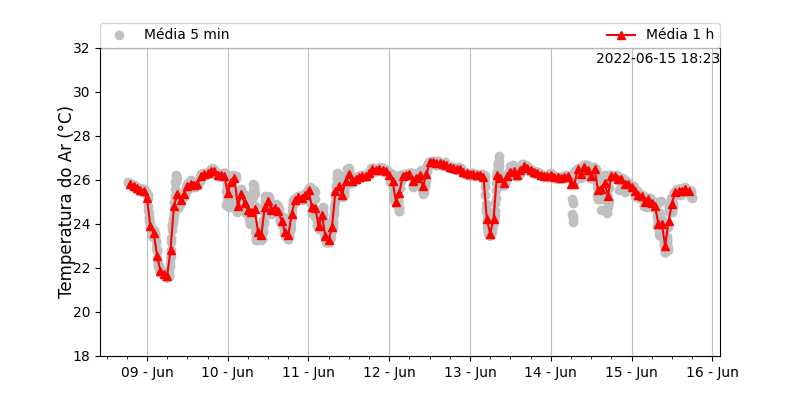 Média 5 min
Média 1 h
2022-06-15 18:23
Temperatura do Ar (°C)
32
30
28
26
24
22
20
18
09 - Jun
10 - Jun
11 - Jun
12 - Jun
13 - Jun
14 - Jun
15 - Jun
16 - Jun